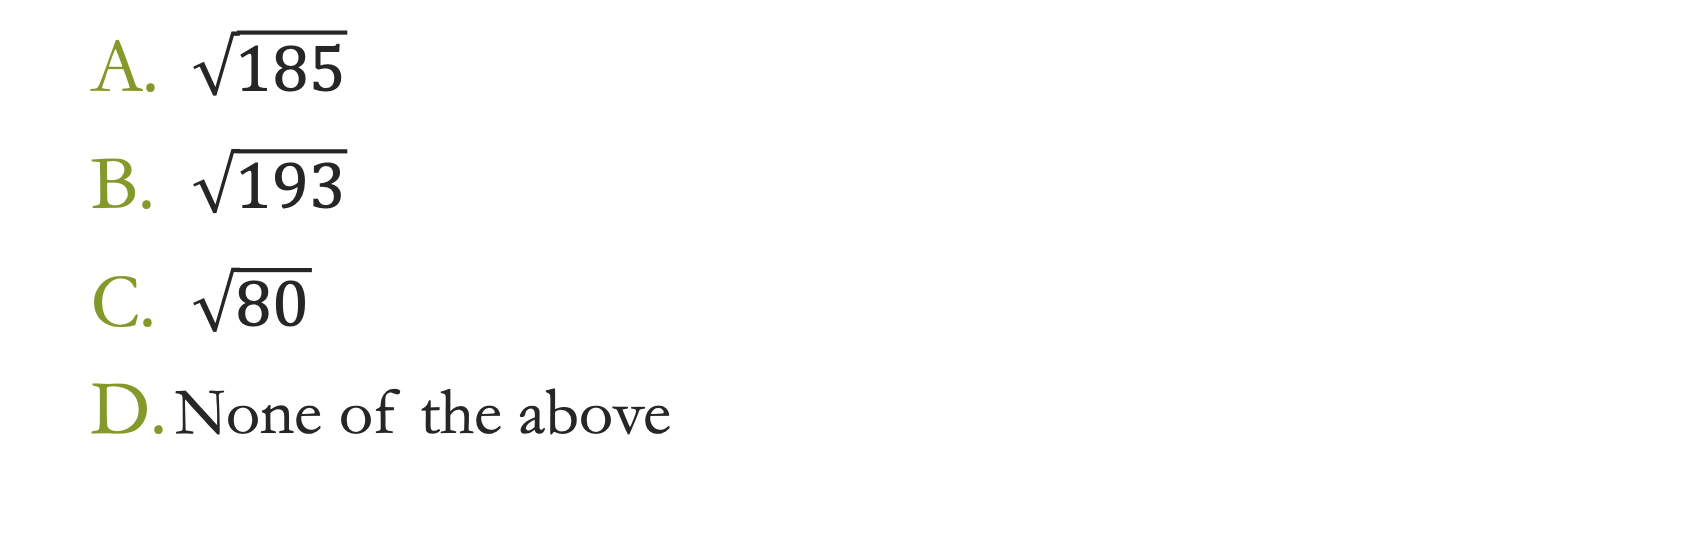 A. √185
B. √193
C. √80
D. None of the above